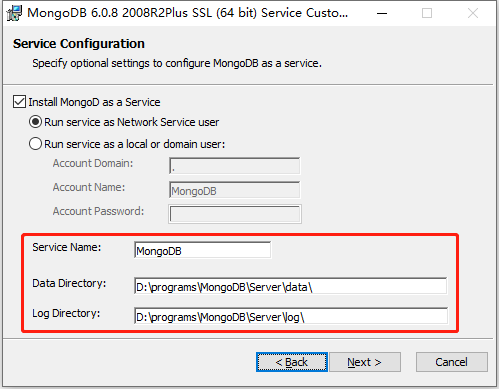 MongoDB 6.0.8 2008R2Plus SSL (64 bit) Service Custo...
Service Configuration
Specify optional settings to configure MongoDB as a service.
Install MongoD as a Service
Run service as Network Service user
Run service as a local or domain user:
Account Domain: .
Account Name: MongoDB
Account Password:
Service Name: MongoDB
Data Directory: D:\programs\MongoDB\Server\data\
Log Directory: D:\programs\MongoDB\Server\log\
< Back Next > Cancel